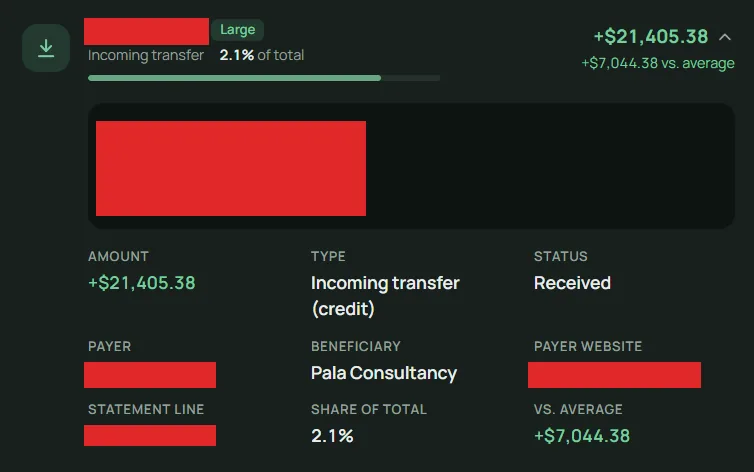 Large
+$21,405.38
Incoming transfer 2.1% of total
+$7,044.38 vs. average
AMOUNT
TYPE
STATUS
+$21,405.38
Incoming transfer
(credit)
Received
PAYER
BENEFICIARY
PAYER WEBSITE
Pala Consultancy
STATEMENT LINE
SHARE OF TOTAL
VS. AVERAGE
2.1%
+$7,044.38